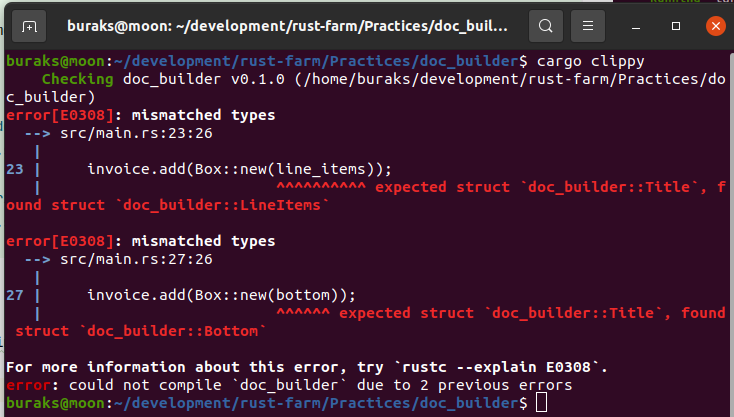 buraks@moon: ~/development/rust-farm/Practices/doc_buil...
buraks@moon:~/development/rust-farm/Practices/doc_builder$ cargo clippy
    Checking doc_builder v0.1.0 (/home/buraks/development/rust-farm/Practices/do
c_builder)
error[E0308]: mismatched types
  --> src/main.rs:23:26
   |
23 |     invoice.add(Box::new(line_items));
   |                          ^^^^^^^^^^ expected struct `doc_builder::Title`, f
ound struct `doc_builder::LineItems`

error[E0308]: mismatched types
  --> src/main.rs:27:26
   |
27 |     invoice.add(Box::new(bottom));
   |                          ^^^^^^ expected struct `doc_builder::Title`, found
 struct `doc_builder::Bottom`

For more information about this error, try `rustc --explain E0308`.
error: could not compile `doc_builder` due to 2 previous errors
buraks@moon:~/development/rust-farm/Practices/doc_builder$